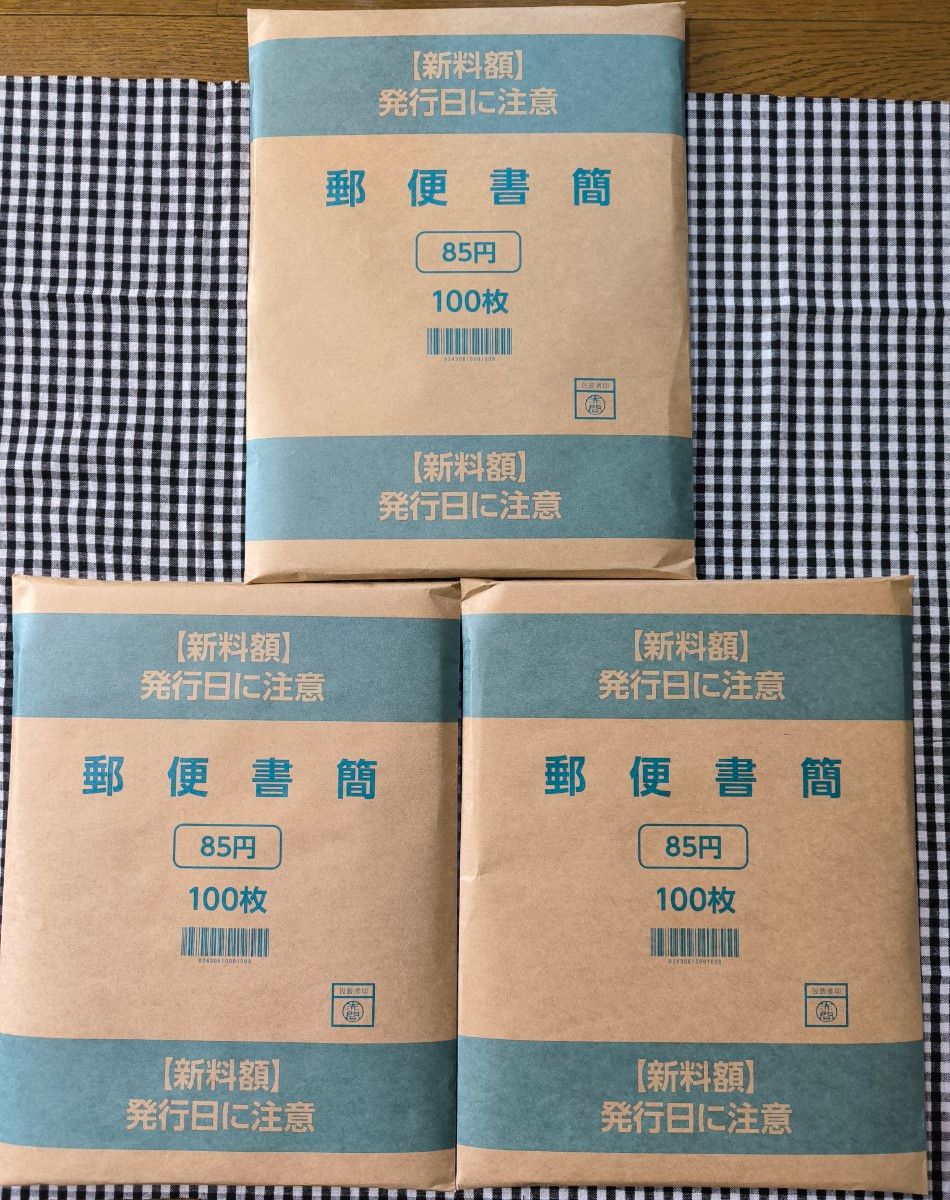 【新料額】
発行日に注意
郵便書簡
85円
100枚
包装者印
【新料額】
発行日に注意
【新料額】
発行日に注意
郵便書簡
85円
100枚
02430810001009
包装者印
【新料額】
発行日に注意
【新料額】
発行日に注意
郵便書簡
85円
100枚
包装者印
【新料額】
発行日に注意